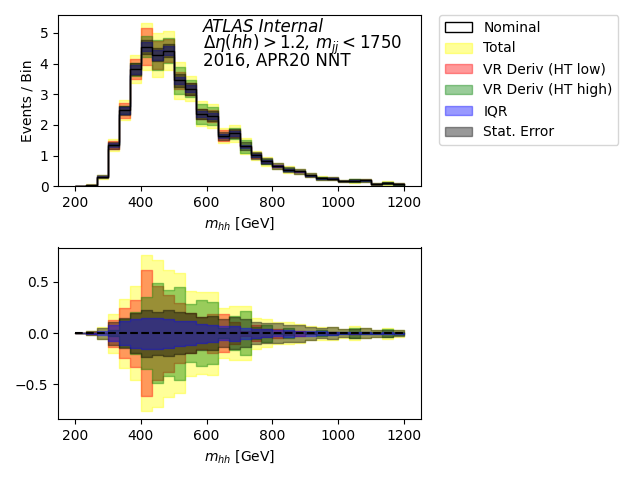 ATLAS Internal
Δη(hh) > 1.2, m_jj < 1750
2016, APR20 NNT
Events / Bin
5
4
3
2
1
0
200 400 600 800 1000 1200
m_hh [GeV]
Nominal
Total
VR Deriv (HT low)
VR Deriv (HT high)
IQR
Stat. Error
0.5
0.0
−0.5
200 400 600 800 1000 1200
m_hh [GeV]